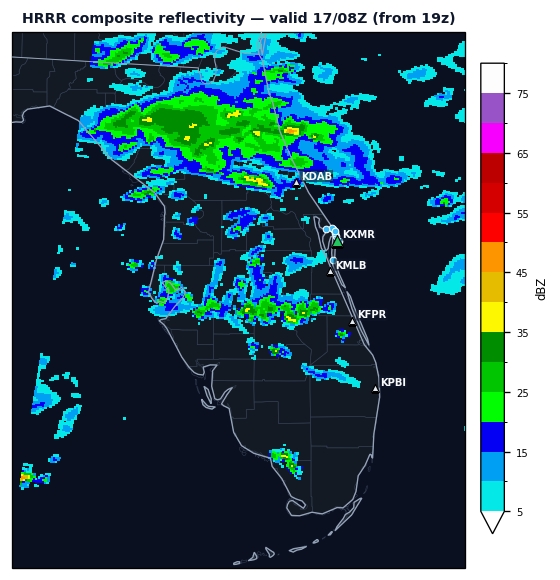 HRRR composite reflectivity — valid 17/08Z (from 19z)
KDAB
KXMR
KMLB
KFPR
KPBI
75
65
55
45
35
25
15
5
dBZ